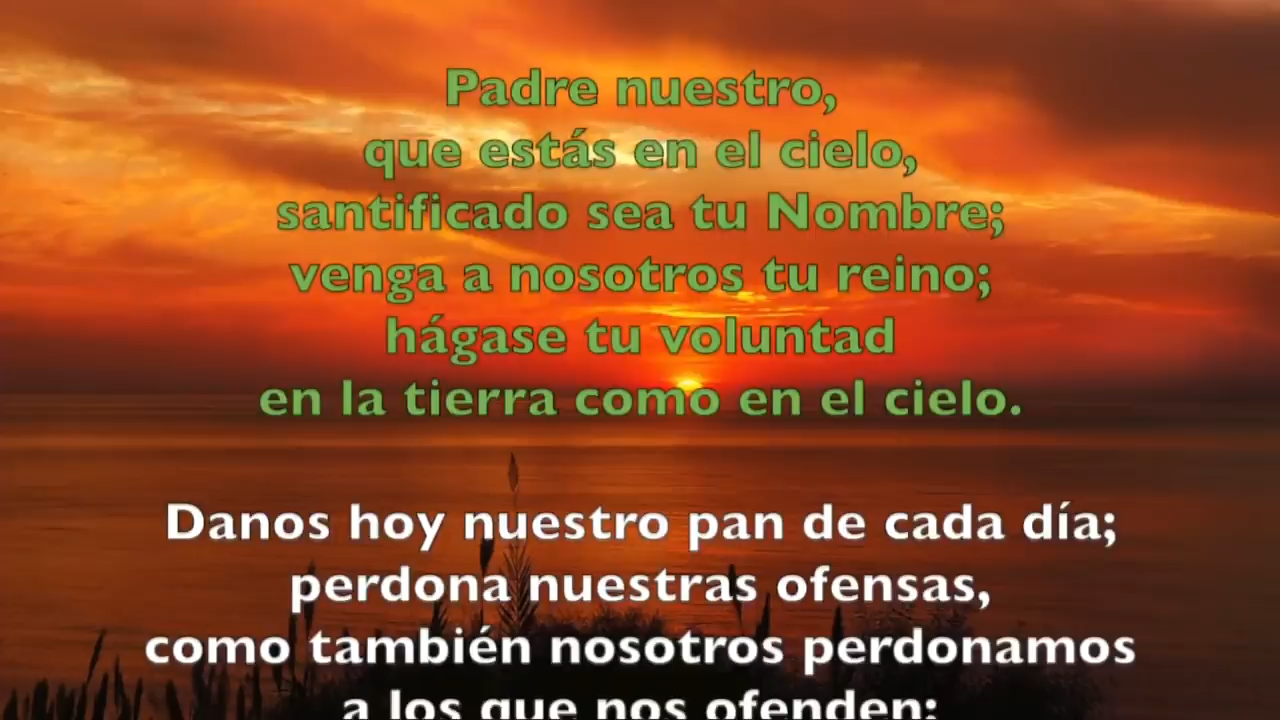 Padre nuestro,
que estás en el cielo,
santificado sea tu Nombre;
venga a nosotros tu reino;
hágase tu voluntad
en la tierra como en el cielo.
Danos hoy nuestro pan de cada día;
perdona nuestras ofensas,
como también nosotros perdonamos
a los que nos ofenden;